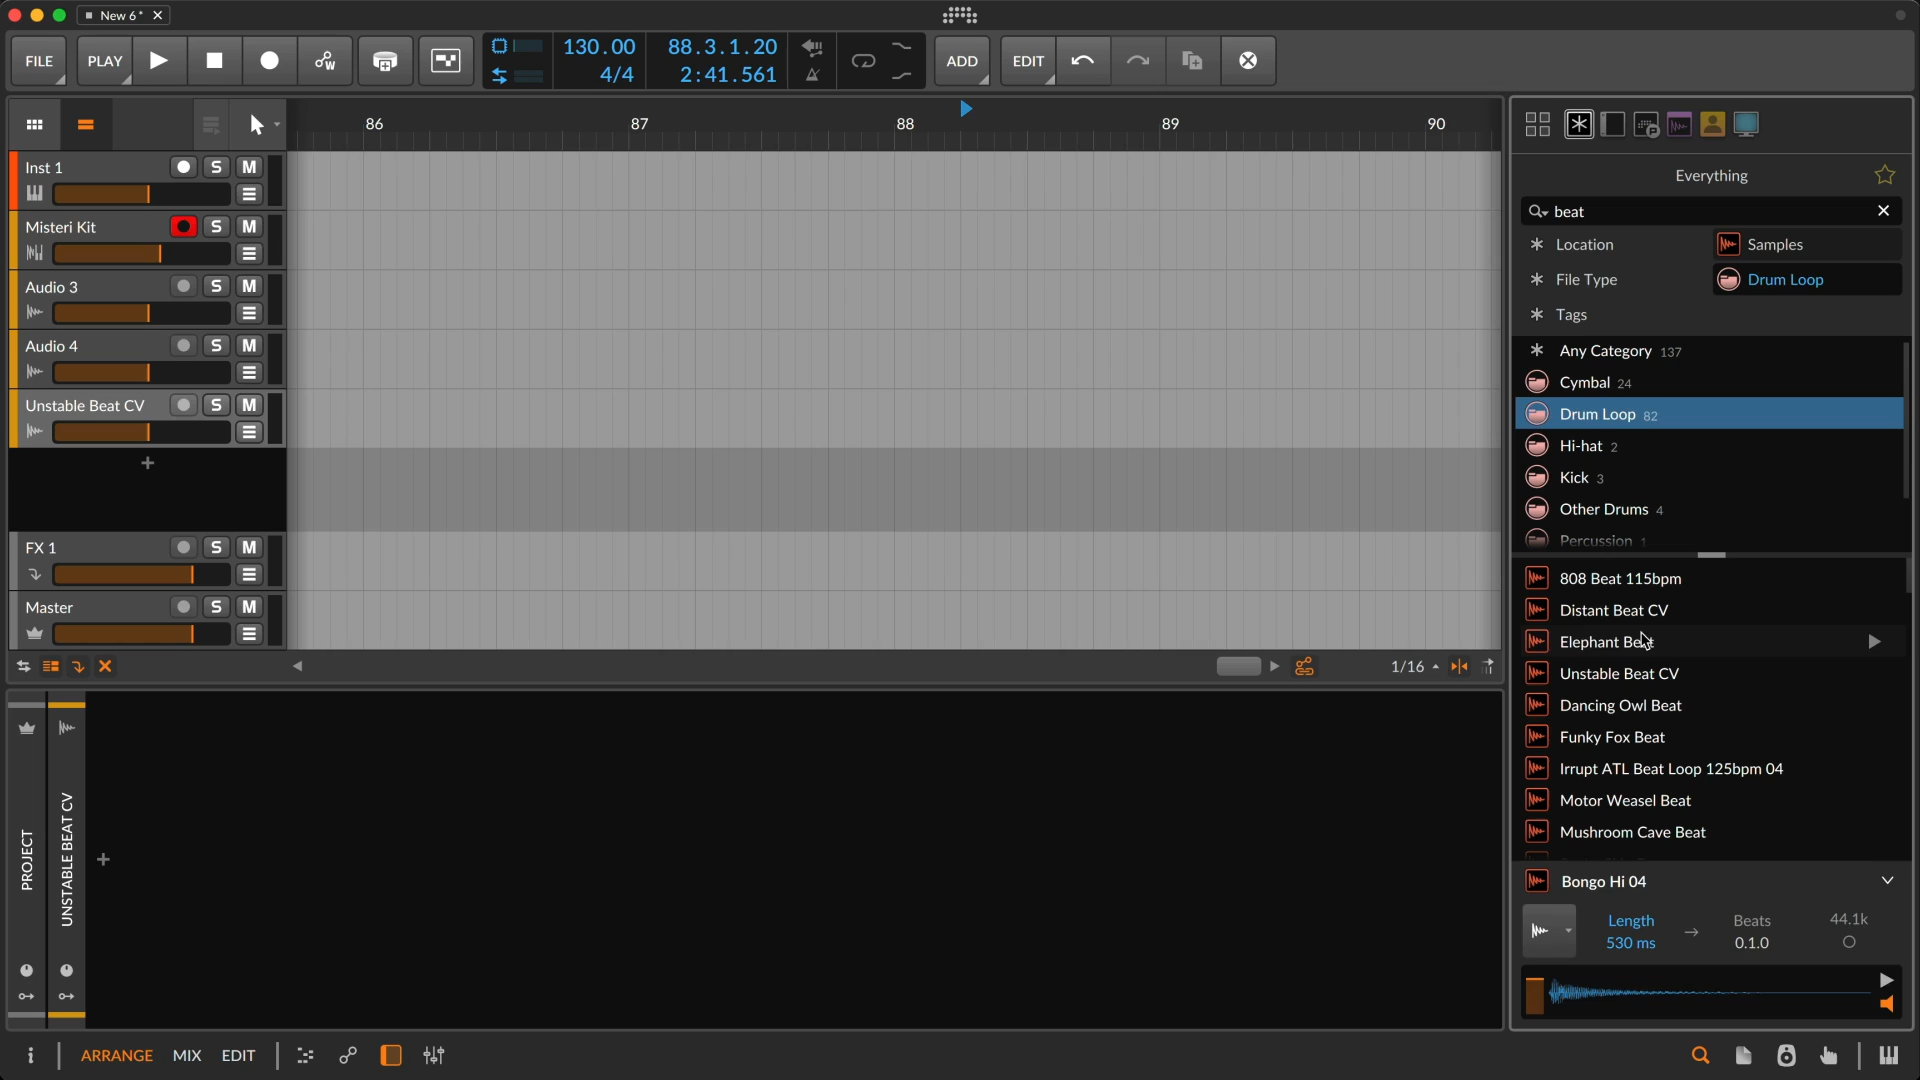 New 6*
FILE
PLAY
130.00
4/4
88.3.1.20
2:41.561
ADD
EDIT
86
87
88
89
90
Inst 1
S
M
Misteri Kit
S
M
Audio 3
S
M
Audio 4
S
M
Unstable Beat CV
S
M
FX 1
S
M
Master
S
M
1/16
PROJECT
UNSTABLE BEAT CV
Everything
beat
Location
Samples
File Type
Drum Loop
Tags
Any Category 137
Cymbal 24
Drum Loop 82
Hi-hat 2
Kick 3
Other Drums 4
Percussion 1
808 Beat 115bpm
Distant Beat CV
Elephant Beat
Unstable Beat CV
Dancing Owl Beat
Funky Fox Beat
Irrupt ATL Beat Loop 125bpm 04
Motor Weasel Beat
Mushroom Cave Beat
Bongo Hi 04
Length
530 ms
Beats
0.1.0
44.1k
ARRANGE
MIX
EDIT